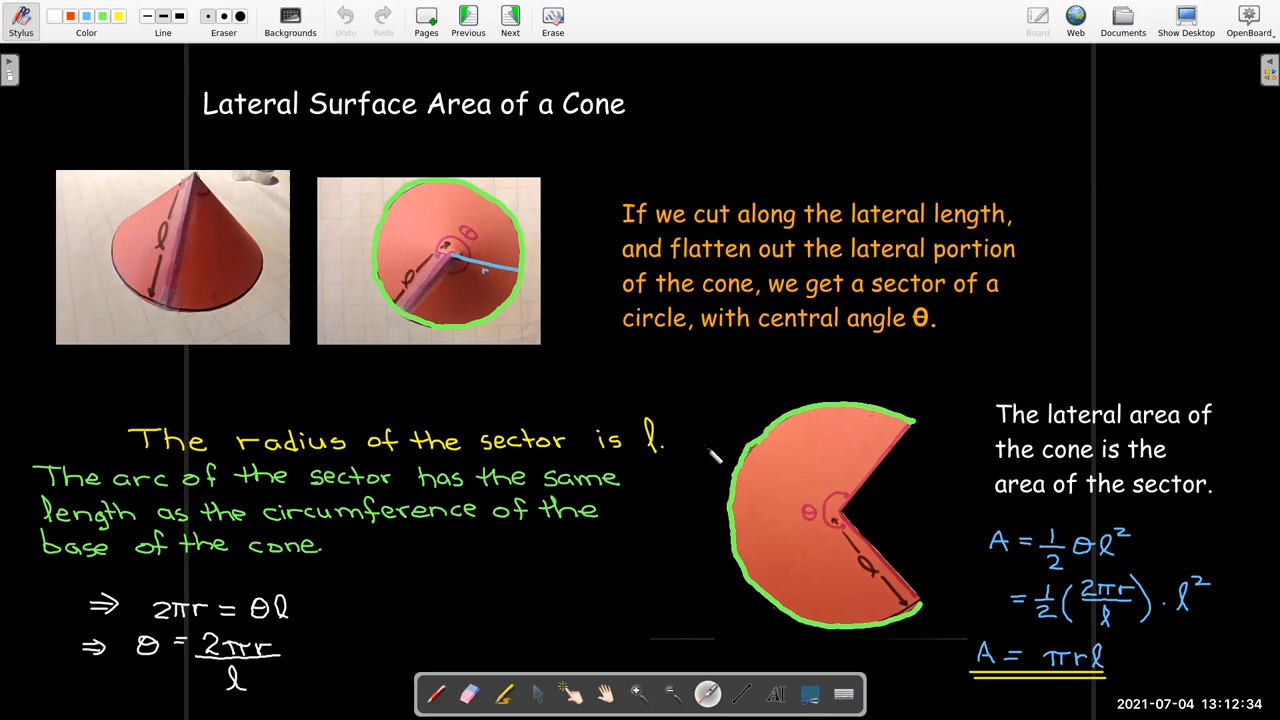 Stylus
Color
Line
Eraser
Backgrounds
Undo
Redo
Pages
Previous
Next
Erase
Board
Web
Documents
Show Desktop
OpenBoard
Lateral Surface Area of a Cone
l
θ
l
r
If we cut along the lateral length,
and flatten out the lateral portion
of the cone, we get a sector of a
circle, with central angle θ.
The radius of the sector is l.
The arc of the sector has the same
length as the circumference of the
base of the cone.
⇒ 2πr = θl
⇒ θ = 2πr/l
θ
l
The lateral area of
the cone is the
area of the sector.
A = 1/2 θl²
= 1/2 (2πr/l) · l²
A = πrl
AI
2021-07-04 13:12:34